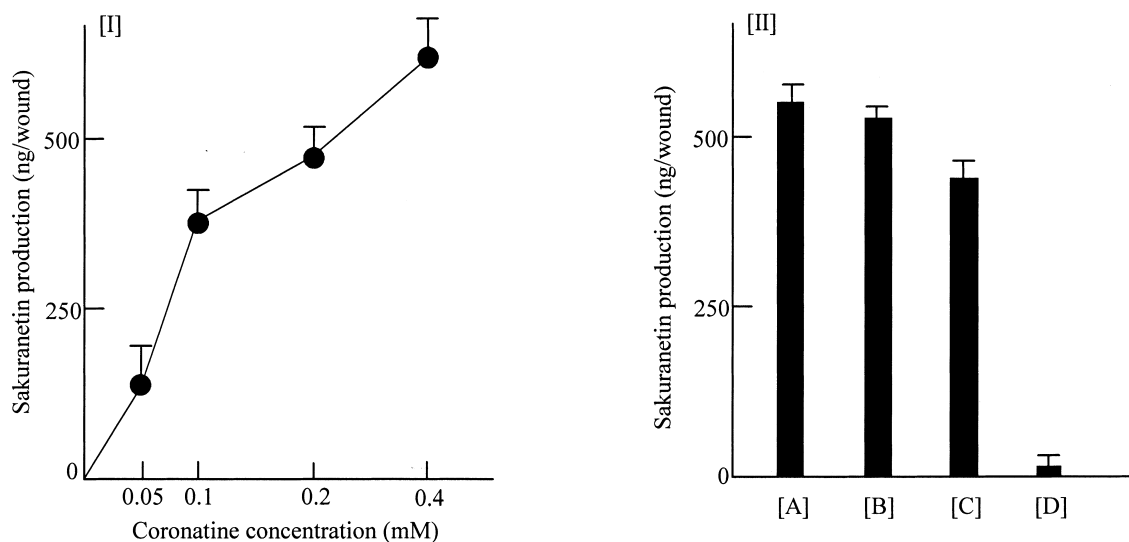 [I]
Sakuranetin production (ng/wound)
500
250
0
0.05 0.1 0.2 0.4
Coronatine concentration (mM)
[II]
Sakuranetin production (ng/wound)
500
250
0
[A] [B] [C] [D]